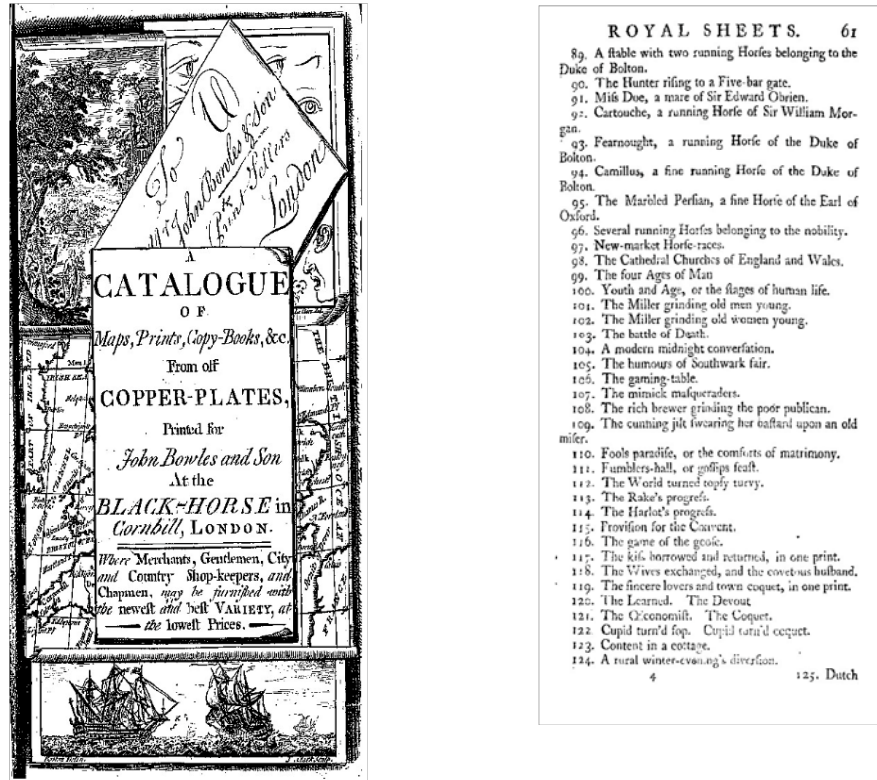 To
Mr. John Bowles & Son
Print Sellers
London
A
CATALOGUE
OF
Maps, Prints, Copy-Books, &c.
From off
COPPER-PLATES,
Printed for
John Bowles and Son
At the
BLACK-HORSE in
Cornhill, LONDON.
Where Merchants, Gentlemen, City
and Country Shop-keepers, and
Chapmen, may be furnished with
the newest and best VARIETY, at
the lowest Prices.
PART OF IRELAND
IRISH SEA
CHANNEL
THE BRITISH OCEAN
ROYAL SHEETS. 61
89. A ſtable with two running Horſes belonging to the
Duke of Bolton.
90. The Hunter riſing to a Five-bar gate.
91. Miſs Doe, a mare of Sir Edward Obrien.
92. Cartouche, a running Horſe of Sir William Mor-
gan.
93. Fearnought, a running Horſe of the Duke of
Bolton.
94. Camillus, a fine running Horſe of the Duke of
Bolton.
95. The Marbled Perſian, a fine Horſe of the Earl of
Oxford.
96. Several running Horſes belonging to the nobility.
97. New-market Horſe-races.
98. The Cathedral Churches of England and Wales.
99. The four Ages of Man
100. Youth and Age, or the ſtages of human life.
101. The Miller grinding old men young.
102. The Miller grinding old women young.
103. The battle of Death.
104. A modern midnight converſation.
105. The humours of Southwark fair.
106. The gaming-table.
107. The mimick maſqueraders.
108. The rich brewer grinding the poor publican.
109. The cunning jilt ſwearing her baſtard upon an old
miſer.
110. Fools paradiſe, or the comforts of matrimony.
111. Fumblers-hall, or goſſips feaſt.
112. The World turned topſy turvy.
113. The Rake's progreſs.
114. The Harlot's progreſs.
115. Proviſion for the Convent.
116. The game of the gooſe.
117. The kiſs borrowed and returned, in one print.
118. The Wives exchanged, and the covetous huſband.
119. The ſincere lovers and town coquet, in one print.
120. The Learned. The Devout
121. The Œconomiſt. The Coquet.
122 Cupid turn'd fop. Cupid turn'd coquet.
123. Content in a cottage.
124. A rural winter-evening's diverſion.
4 125. Dutch